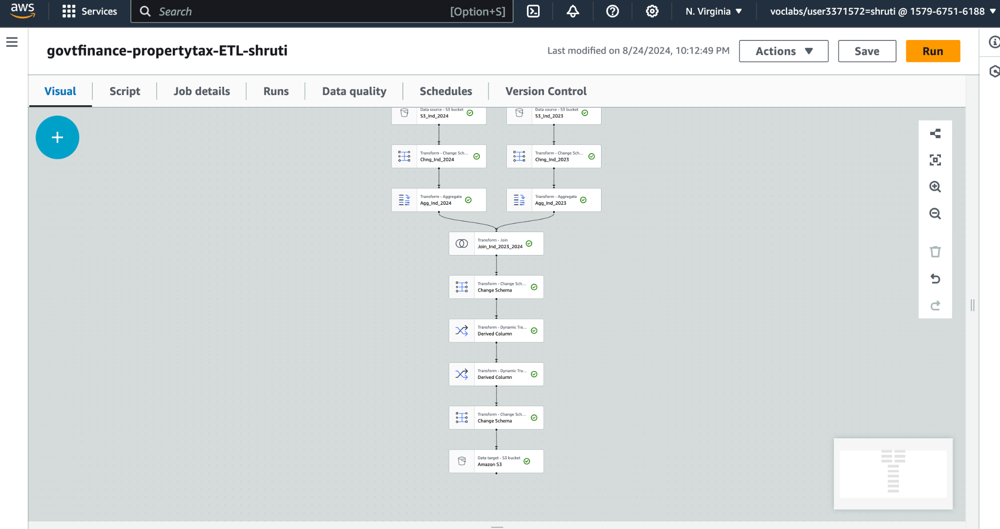 aws
Services
Search
[Option+S]
N. Virginia
voclabs/user3371572=shruti @ 1579-6751-6188
govtfinance-propertytax-ETL-shruti
Last modified on 8/24/2024, 10:12:49 PM
Actions
Save
Run
Visual
Script
Job details
Runs
Data quality
Schedules
Version Control
Data source - S3 bucket
S3_Ind_2024
Data source - S3 bucket
S3_Ind_2023
Transform - Change Sch...
Chng_Ind_2024
Transform - Change Sch...
Chng_Ind_2023
Transform - Aggregate
Agg_Ind_2024
Transform - Aggregate
Agg_Ind_2023
Transform - Join
Join_Ind_2023_2024
Transform - Change Sch...
Change Schema
Transform - Dynamic Tra...
Derived Column
Transform - Dynamic Tra...
Derived Column
Transform - Change Sch...
Change Schema
Data target - S3 bucket
Amazon S3